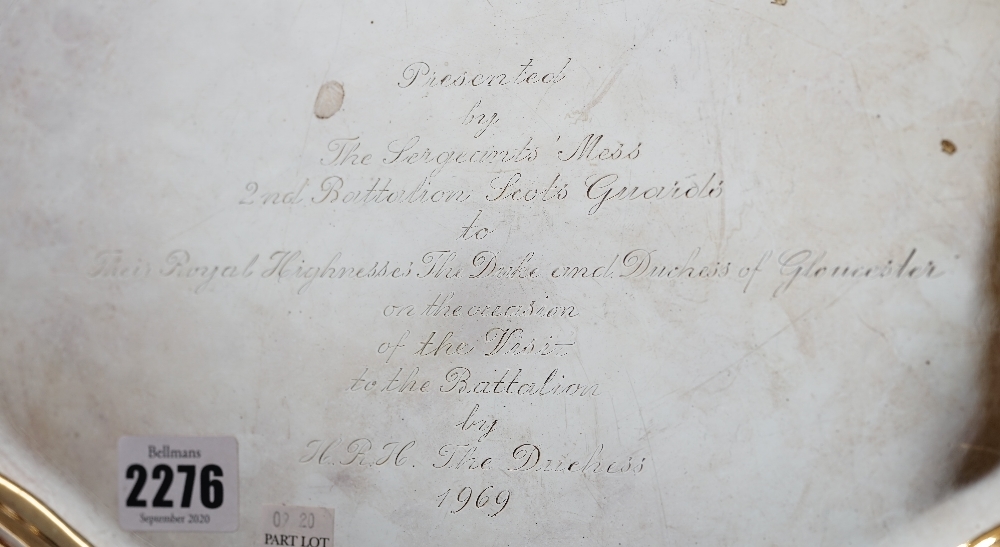 Presented
by
The Sergeants' Mess
2nd Battalion Scots Guards
to
Their Royal Highnesses The Duke and Duchess of Gloucester
on the occasion
of the Visit
to the Battalion
by
H.R.H. The Duchess
1969
Bellmans
2276
September 2020
20
PART LOT